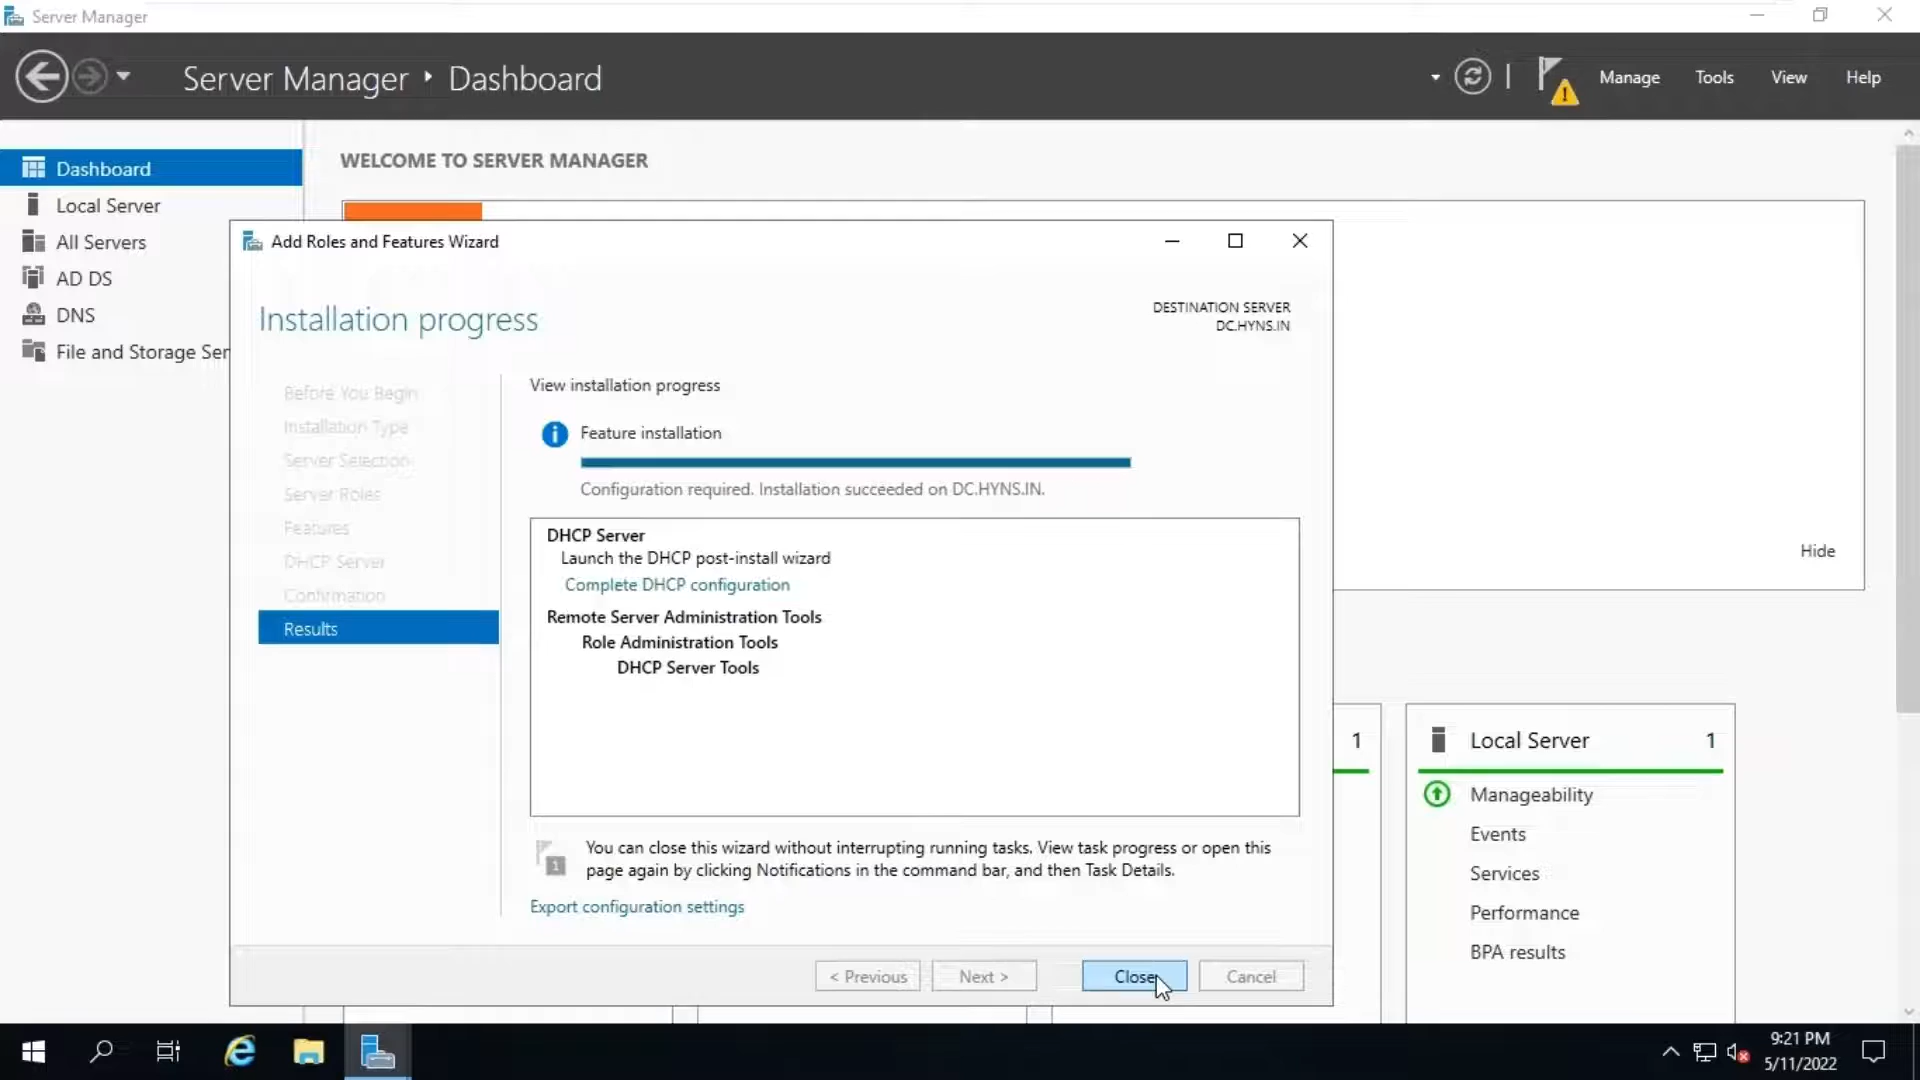 Server Manager
Server Manager ‣ Dashboard
Manage
Tools
View
Help
Dashboard
Local Server
All Servers
AD DS
DNS
File and Storage Ser
WELCOME TO SERVER MANAGER
Add Roles and Features Wizard
Installation progress
DESTINATION SERVER
DC.HYNS.IN
Before You Begin
Installation Type
Server Selection
Server Roles
Features
DHCP Server
Confirmation
Results
View installation progress
Feature installation
Configuration required. Installation succeeded on DC.HYNS.IN.
DHCP Server
Launch the DHCP post-install wizard
Complete DHCP configuration
Remote Server Administration Tools
Role Administration Tools
DHCP Server Tools
1
You can close this wizard without interrupting running tasks. View task progress or open this
page again by clicking Notifications in the command bar, and then Task Details.
Export configuration settings
< Previous
Next >
Close
Cancel
Hide
1
Local Server 1
Manageability
Events
Services
Performance
BPA results
9:21 PM
5/11/2022